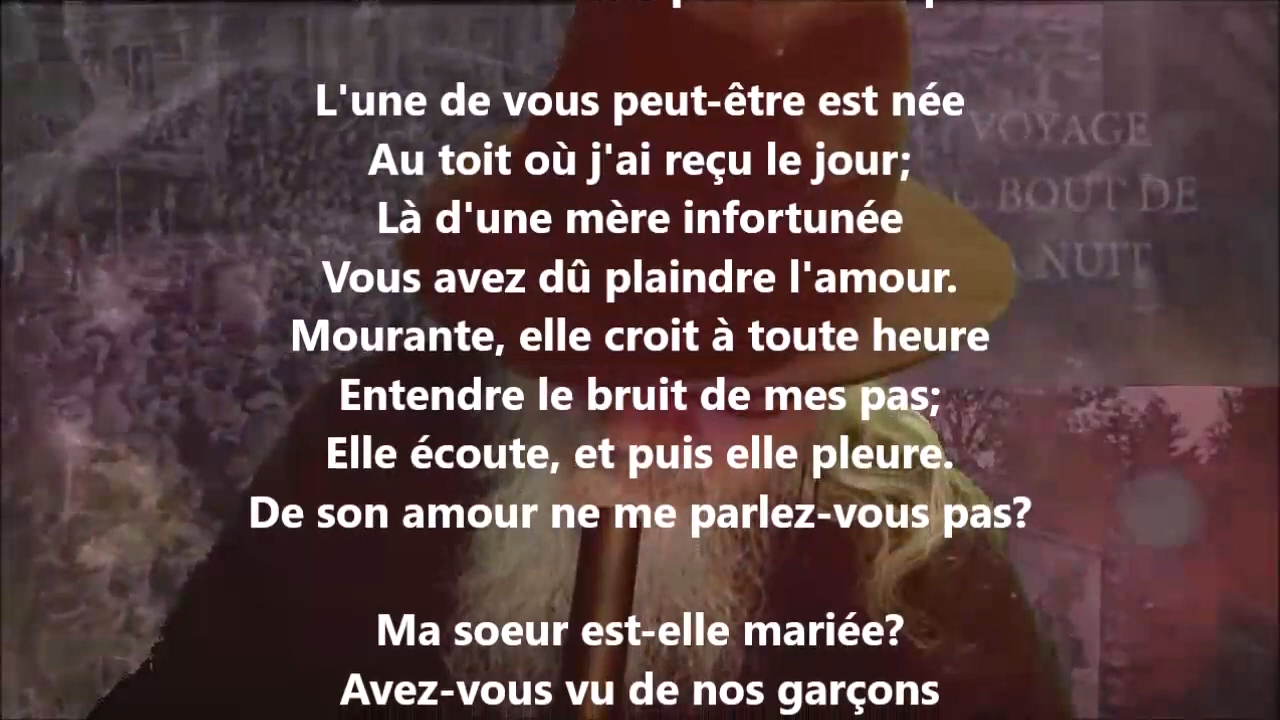 L'une de vous peut-être est née
Au toit où j'ai reçu le jour;
Là d'une mère infortunée
Vous avez dû plaindre l'amour.
Mourante, elle croit à toute heure
Entendre le bruit de mes pas;
Elle écoute, et puis elle pleure.
De son amour ne me parlez-vous pas?
Ma soeur est-elle mariée?
Avez-vous vu de nos garçons
VOYAGE
BOUT DE
NUIT